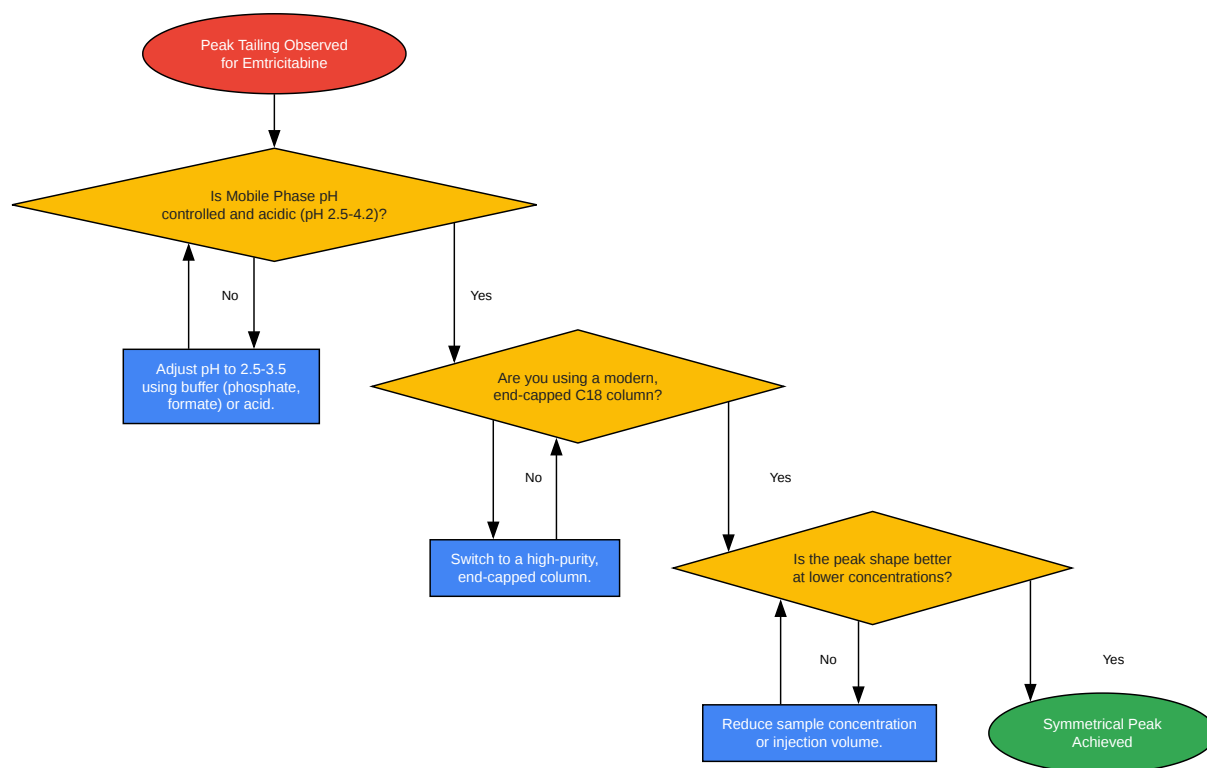 Peak Tailing Observed
for Emtricitabine
Is Mobile Phase pH
controlled and acidic (pH 2.5-4.2)?
No
Yes
Adjust pH to 2.5-3.5
using buffer (phosphate,
formate) or acid.
Are you using a modern,
end-capped C18 column?
No
Yes
Switch to a high-purity,
end-capped column.
Is the peak shape better
at lower concentrations?
No
Yes
Reduce sample concentration
or injection volume.
Symmetrical Peak
Achieved